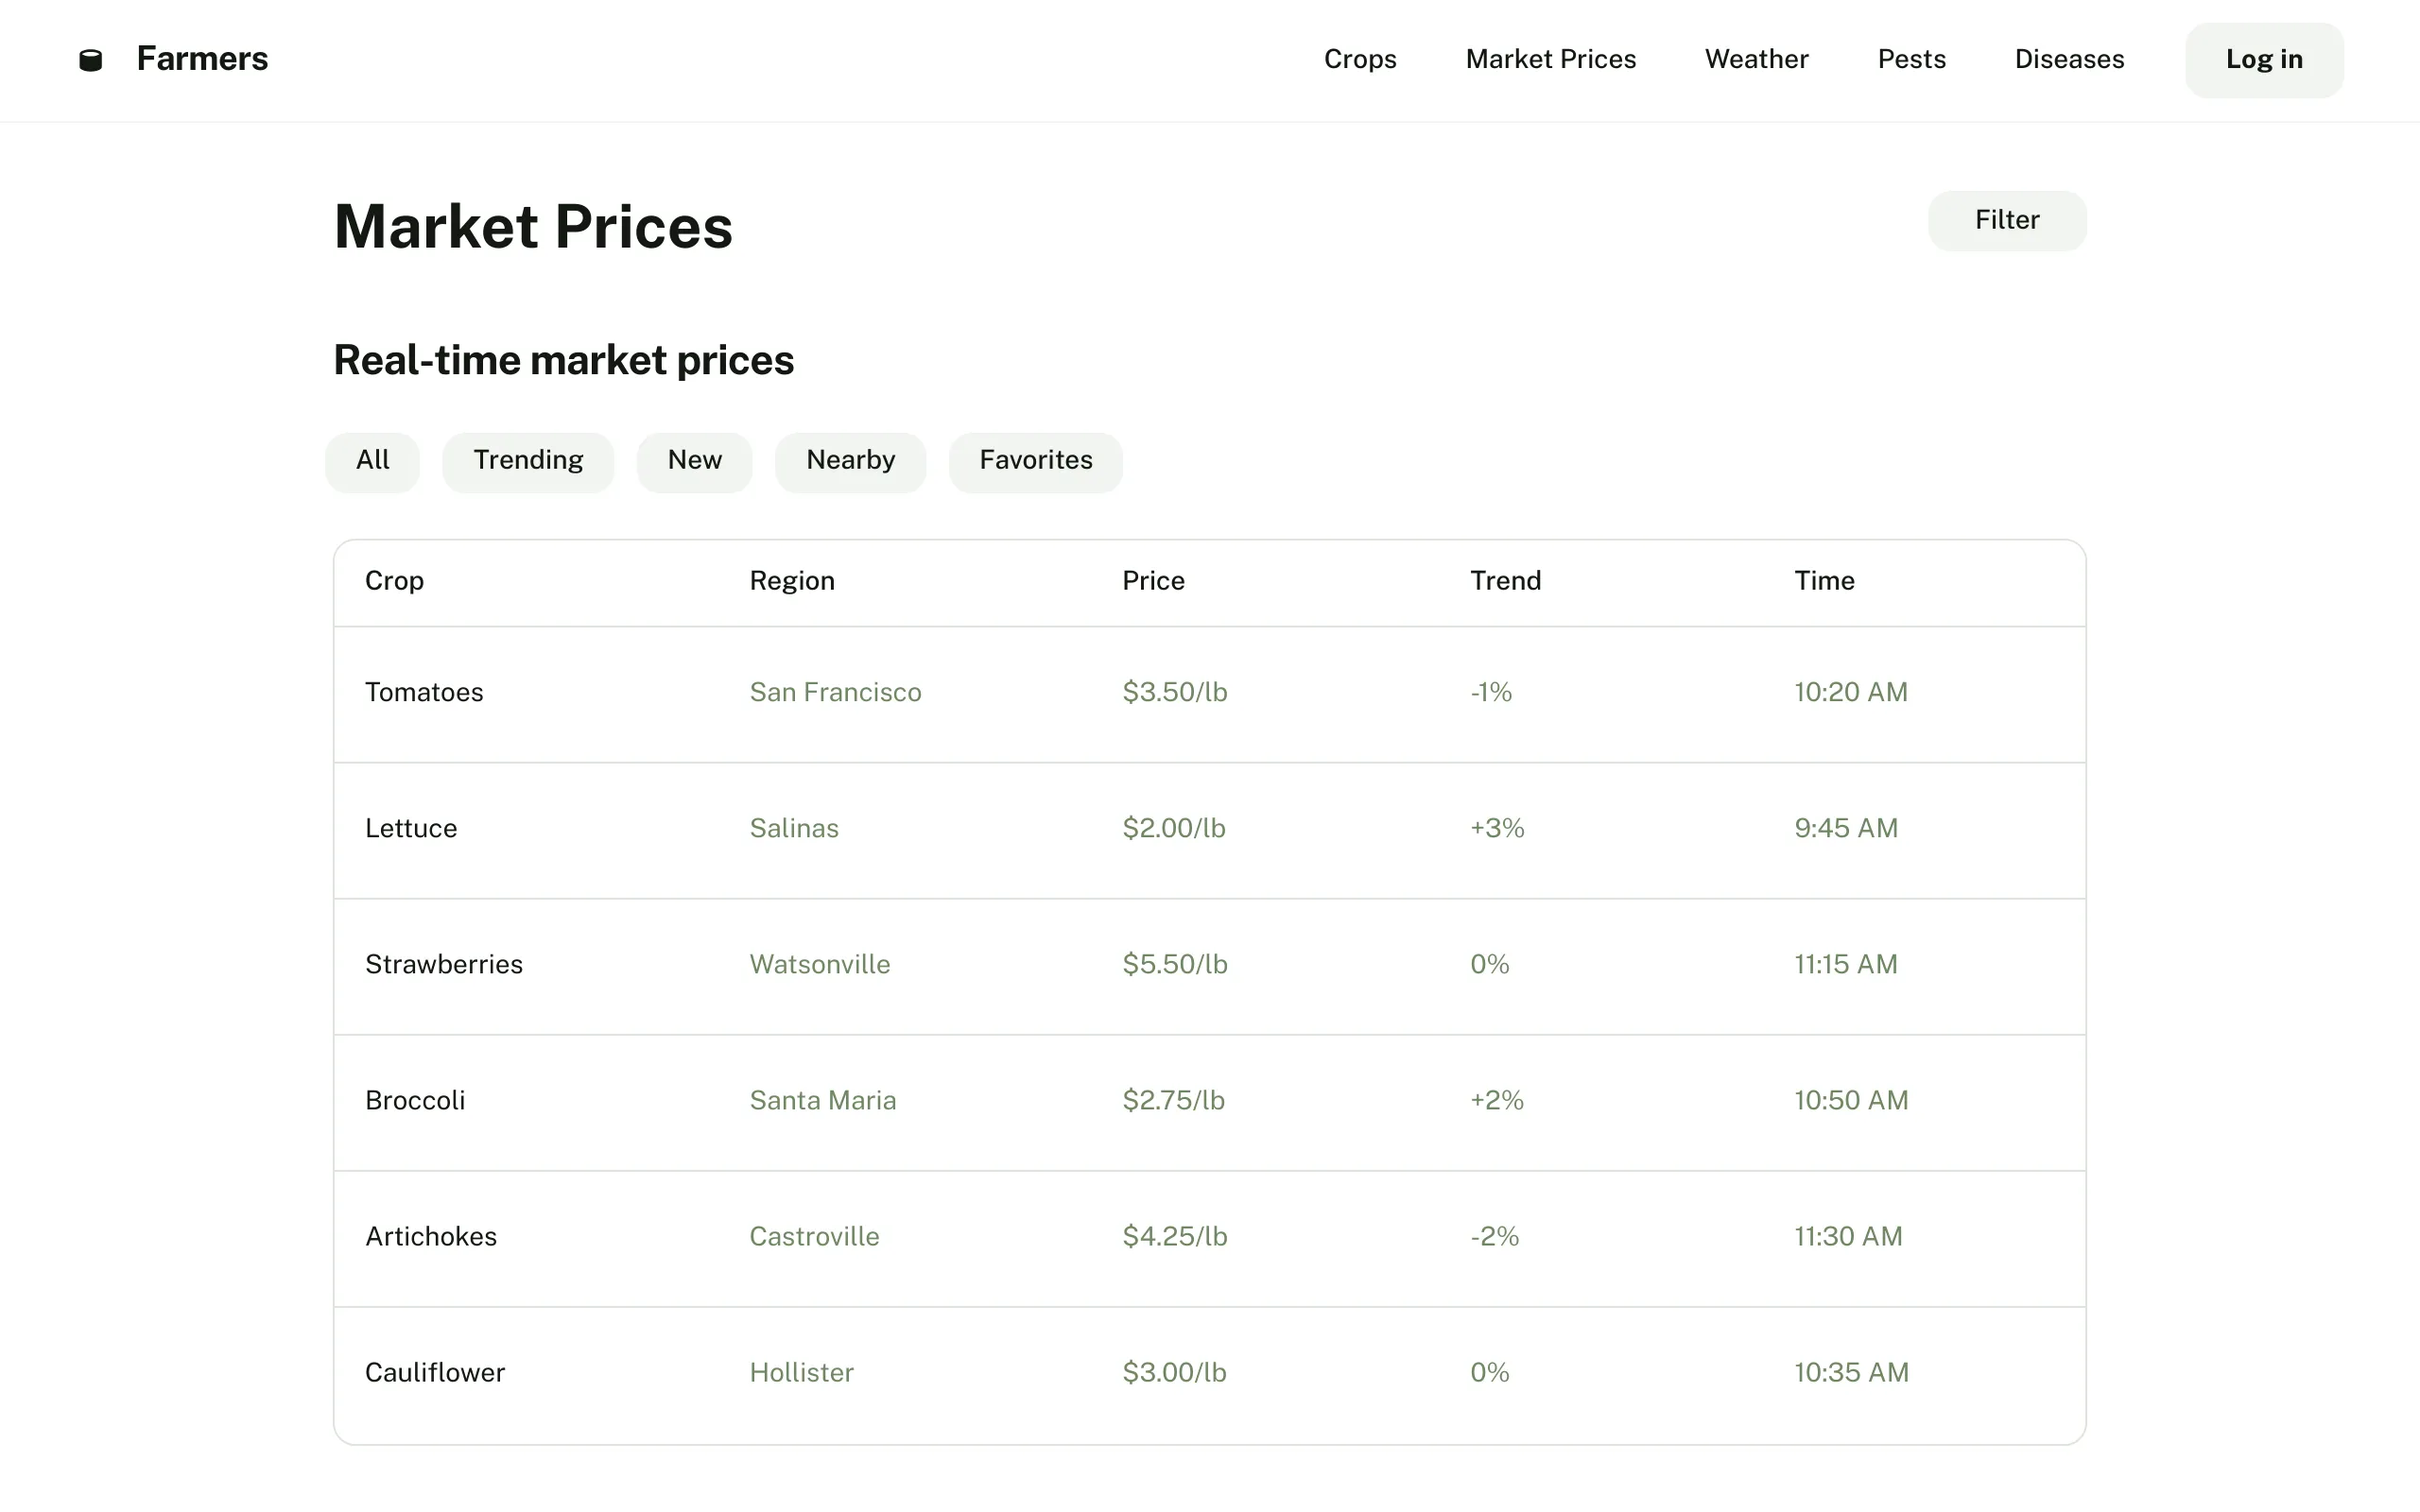 Farmers
Crops Market Prices Weather Pests Diseases Log in
Market Prices
Filter
Real-time market prices
All Trending New Nearby Favorites
Crop Region Price Trend Time
Tomatoes San Francisco $3.50/lb -1% 10:20 AM
Lettuce Salinas $2.00/lb +3% 9:45 AM
Strawberries Watsonville $5.50/lb 0% 11:15 AM
Broccoli Santa Maria $2.75/lb +2% 10:50 AM
Artichokes Castroville $4.25/lb -2% 11:30 AM
Cauliflower Hollister $3.00/lb 0% 10:35 AM